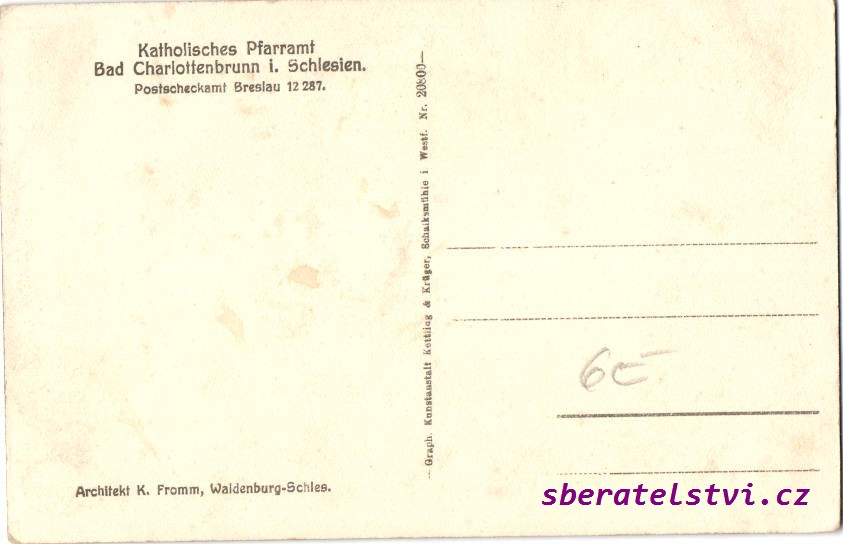 Katholisches Pfarramt
Bad Charlottenbrunn i. Schlesien.
Postscheckamt Breslau 12 287.
Graph. Kunstanstalt Kettling & Krüger, Schalksmühle i Westf. Nr. 20800
6
Architekt K. Fromm, Waldenburg-Schles.
sberatelstvi.cz